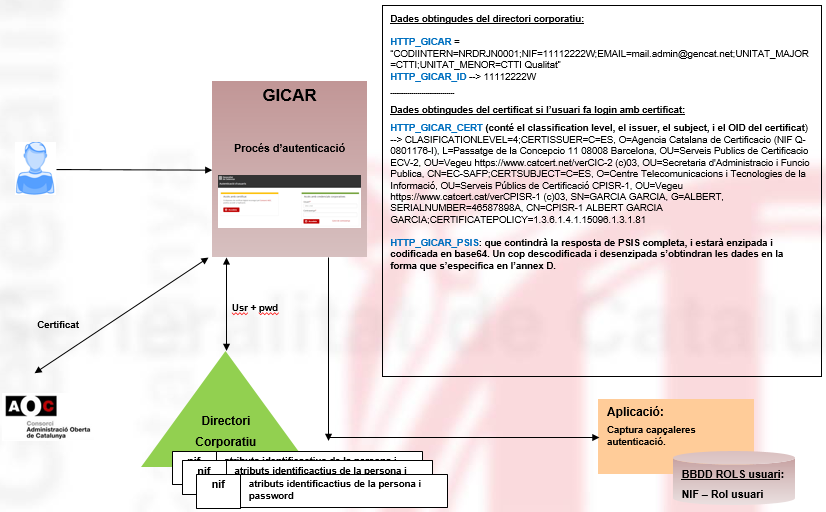 Dades obtingudes del directori corporatiu:
HTTP_GICAR =
"CODIINTERN=NRDRJN0001;NIF=11112222W;EMAIL=mail.admin@gencat.net;UNITAT_MAJOR
=CTTI;UNITAT_MENOR=CTTI Qualitat"
HTTP_GICAR_ID --> 11112222W
------------------------------
Dades obtingudes del certificat si l'usuari fa login amb certificat:
HTTP_GICAR_CERT (conté el classification level, el issuer, el subject, i el OID del certificat)
--> CLASIFICATIONLEVEL=4;CERTISSUER=C=ES, O=Agencia Catalana de Certificacio (NIF Q-
0801176-I), L=Passatge de la Concepcio 11 08008 Barcelona, OU=Serveis Publics de Certificacio
ECV-2, OU=Vegeu https://www.catcert.net/verCIC-2 (c)03, OU=Secretaria d'Administracio i Funcio
Publica, CN=EC-SAFP;CERTSUBJECT=C=ES, O=Centre Telecomunicacions i Tecnologies de la
Informació, OU=Serveis Públics de Certificació CPISR-1, OU=Vegeu
https://www.catcert.cat/verCPISR-1 (c)03, SN=GARCIA GARCIA, G=ALBERT,
SERIALNUMBER=46587898A, CN=CPISR-1 ALBERT GARCIA
GARCIA;CERTIFICATEPOLICY=1.3.6.1.4.1.15096.1.3.1.81
HTTP_GICAR_PSIS: que contindrà la resposta de PSIS completa, i estarà enzipada i
codificada en base64. Un cop descodificada i desenzipada s'obtindran les dades en la
forma que s'especifica en l'annex D.
GICAR
Procés d'autenticació
Usr + pwd
Certificat
AOC
Consorci
Administració Oberta
de Catalunya
Directori
Corporatiu
nif atributs identificactius de la persona i
nif atributs identificactius de la persona i
nif atributs identificactius de la persona i
password
Aplicació:
Captura capçaleres
autenticació.
BBDD ROLS usuari:
NIF – Rol usuari
Generalitat de Catalu